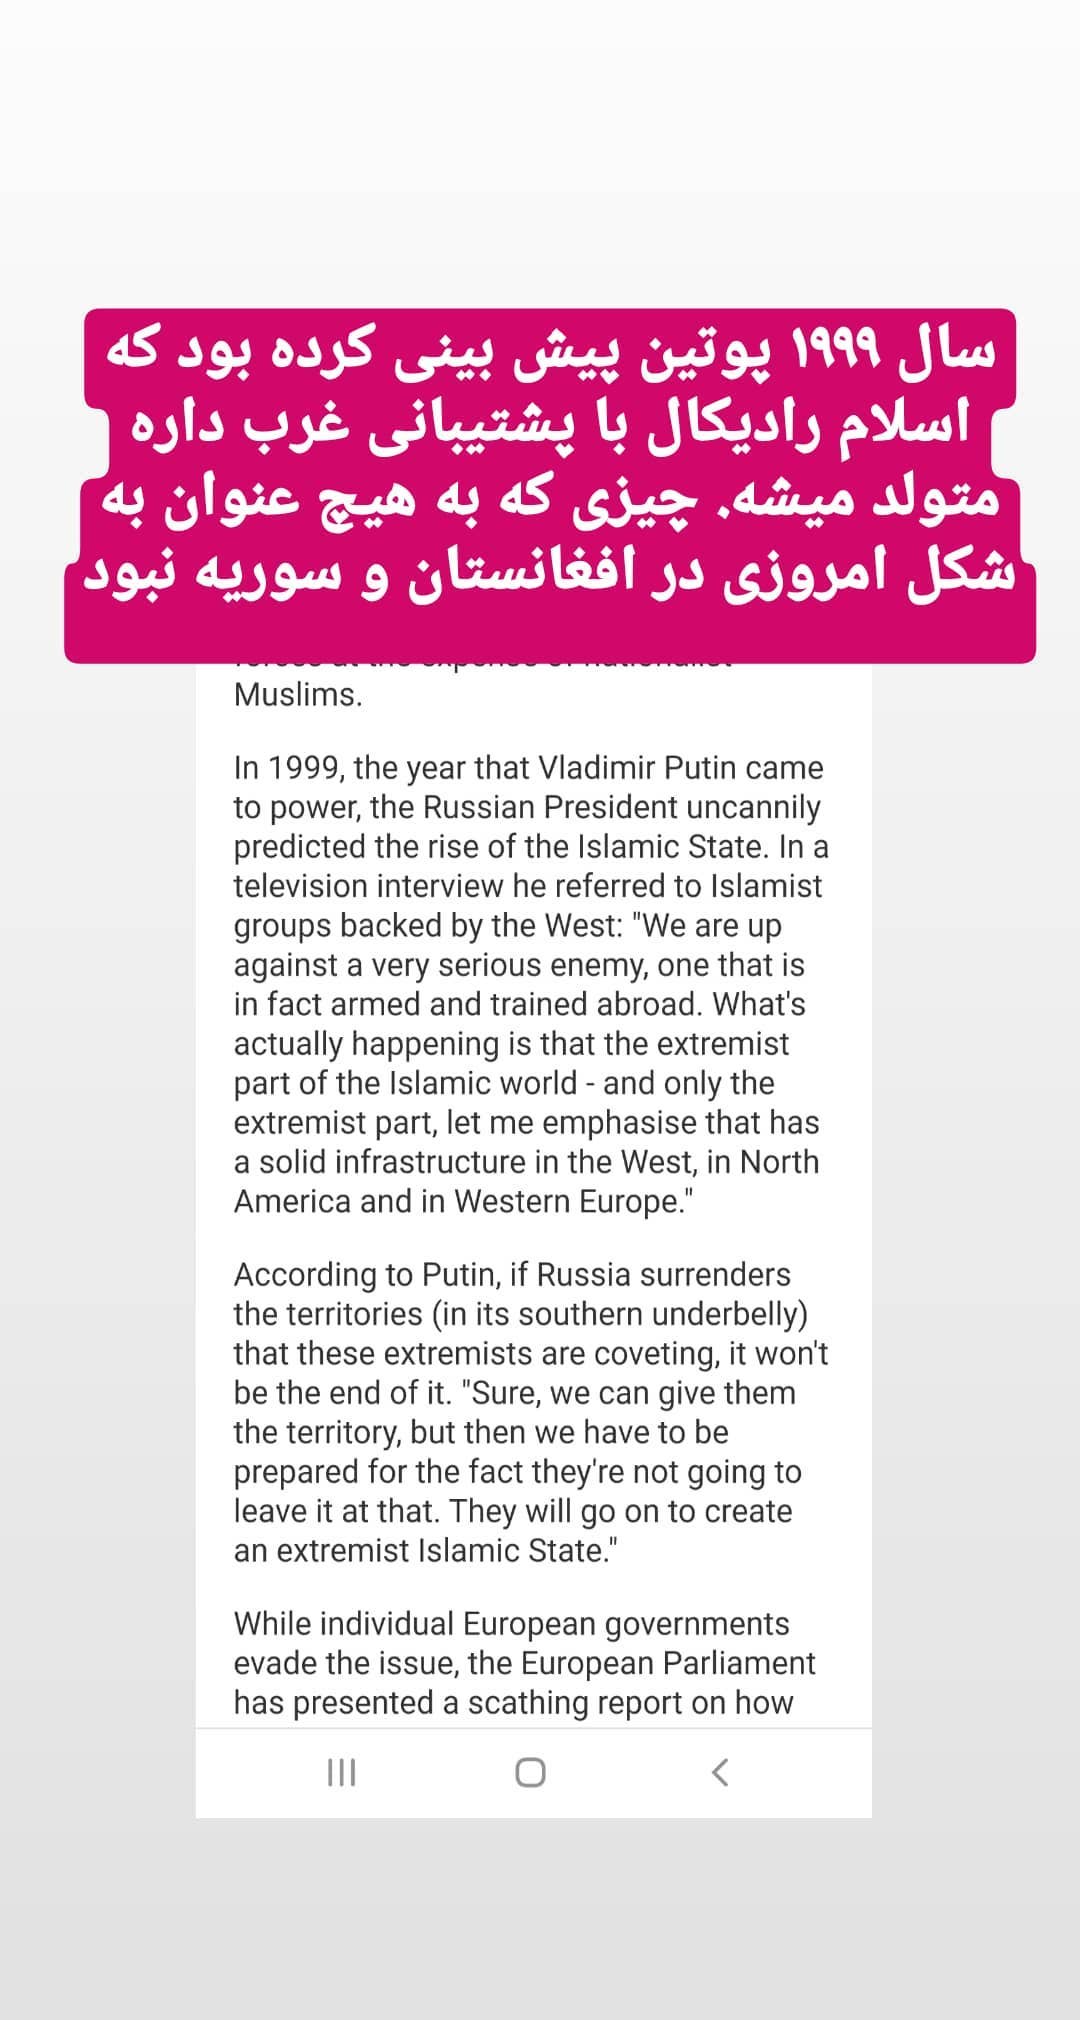 سال ۱۹۹۹ پوتین پیش بینی کرده بود که
اسلام رادیکال با پشتیبانی غرب داره
متولد میشه. چیزی که به هیچ عنوان به
شکل امروزی در افغانستان و سوریه نبود
Muslims.
In 1999, the year that Vladimir Putin came
to power, the Russian President uncannily
predicted the rise of the Islamic State. In a
television interview he referred to Islamist
groups backed by the West: "We are up
against a very serious enemy, one that is
in fact armed and trained abroad. What's
actually happening is that the extremist
part of the Islamic world - and only the
extremist part, let me emphasise that has
a solid infrastructure in the West, in North
America and in Western Europe."
According to Putin, if Russia surrenders
the territories (in its southern underbelly)
that these extremists are coveting, it won't
be the end of it. "Sure, we can give them
the territory, but then we have to be
prepared for the fact they're not going to
leave it at that. They will go on to create
an extremist Islamic State."
While individual European governments
evade the issue, the European Parliament
has presented a scathing report on how